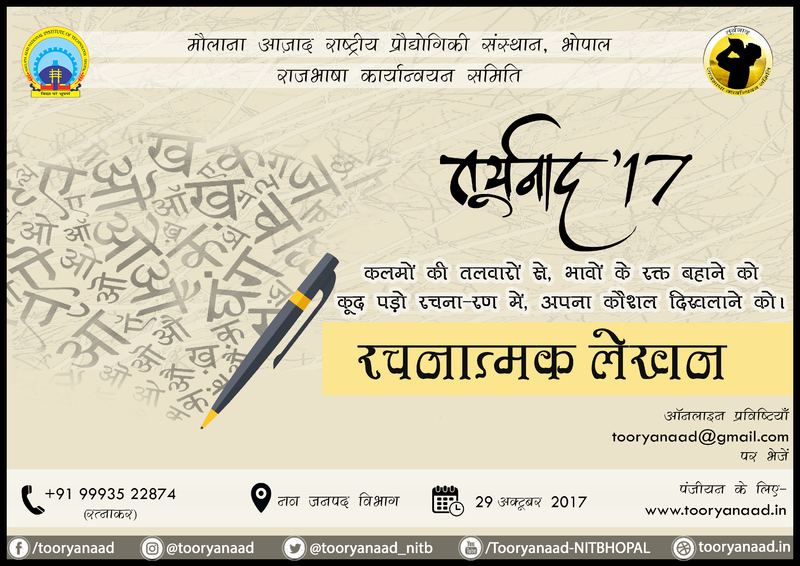 मौलाना आज़ाद राष्ट्रीय प्रौद्योगिकी संस्थान, भोपाल
राजभाषा कार्यान्वयन समिति
तूर्यनाद '17
कलमों की तलवारों से, भावों के रक्त बहाने को
कूद पड़ो रचना-रण में, अपना कौशल दिखलाने को।
रचनात्मक लेखन
ऑनलाइन प्रविष्टियाँ
tooryanaad@gmail.com
पर भेजें
+91 99935 22874
(रत्नाकर)
नव जनपद विभाग
29 अक्टूबर 2017
पंजीयन के लिए-
www.tooryanaad.in
/tooryanaad
@tooryanaad
@tooryanaad_nitb
/Tooryanaad-NITBHOPAL
tooryanaad.in